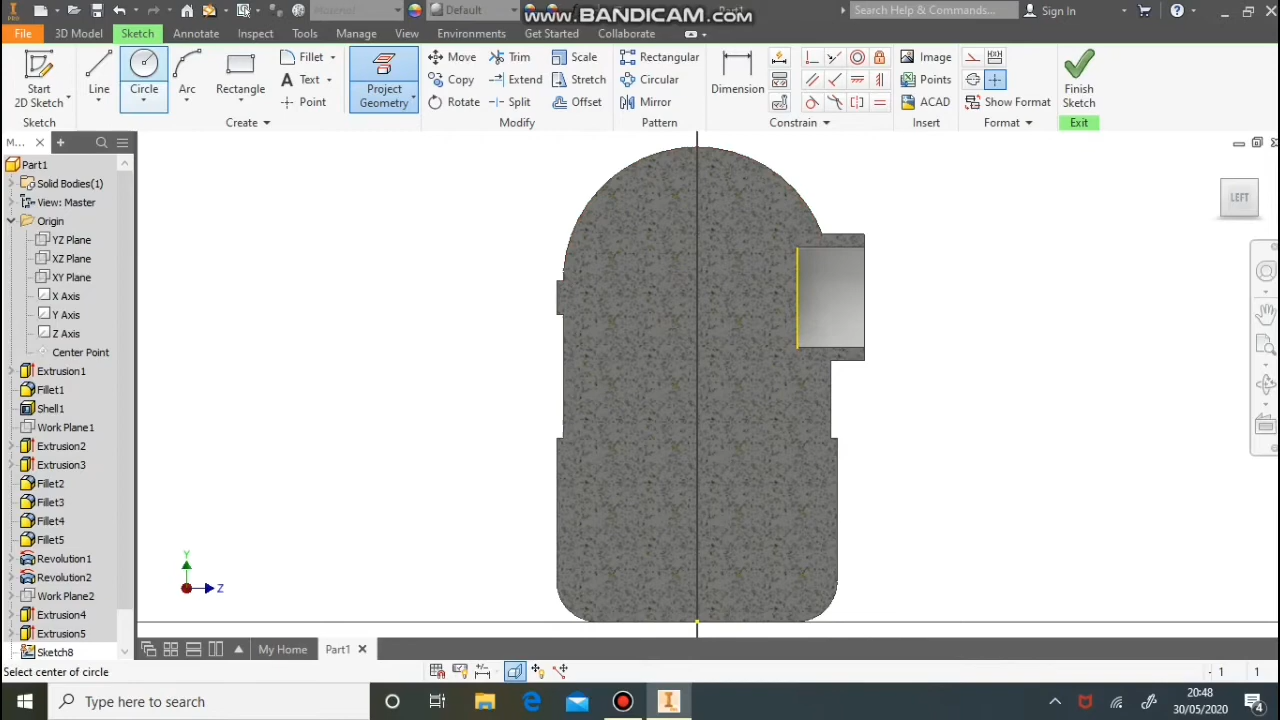 Material
Default
www.BANDICAM.com
Part1
Search Help & Commands...
Sign In
File
3D Model
Sketch
Annotate
Inspect
Tools
Manage
View
Environments
Get Started
Collaborate
Start
2D Sketch
Line
Circle
Arc
Rectangle
Fillet
Text
Point
Project
Geometry
Move
Copy
Rotate
Trim
Extend
Split
Scale
Stretch
Offset
Rectangular
Circular
Mirror
Dimension
Image
Points
ACAD
Show Format
Finish
Sketch
Sketch
Create
Modify
Pattern
Constrain
Insert
Format
Exit
M...
Part1
Solid Bodies(1)
View: Master
Origin
YZ Plane
XZ Plane
XY Plane
X Axis
Y Axis
Z Axis
Center Point
Extrusion1
Fillet1
Shell1
Work Plane1
Extrusion2
Extrusion3
Fillet2
Fillet3
Fillet4
Fillet5
Revolution1
Revolution2
Work Plane2
Extrusion4
Extrusion5
Sketch8
LEFT
Y
Z
My Home
Part1
Select center of circle
1
1
Type here to search
20:48
30/05/2020
4